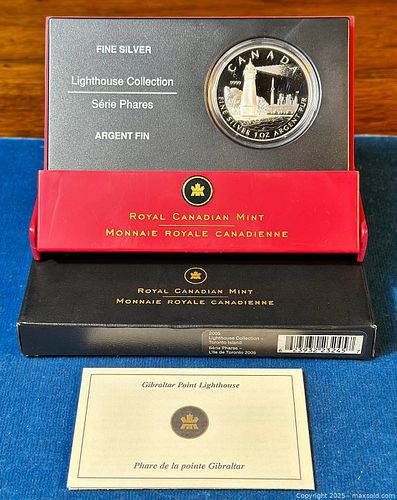 FINE SILVER
Lighthouse Collection
Série Phares
ARGENT FIN
CANADA
9999
FINE SILVER 1 OZ ARGENT PUR
ROYAL CANADIAN MINT
MONNAIE ROYALE CANADIENNE
ROYAL CANADIAN MINT
MONNAIE ROYALE CANADIENNE
2005
Lighthouse Collection –
Toronto Island
Série Phares –
L'île de Toronto 2005
Gibraltar Point Lighthouse
Phare de la pointe Gibraltar
Copyright 2025 - maxsold.com